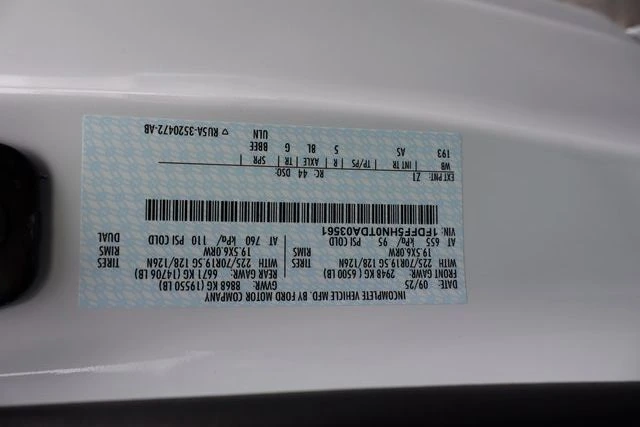 INCOMPLETE VEHICLE MFD. BY FORD MOTOR COMPANY
DATE: 09/25 GVWR: 8868 KG (19550 LB)
FRONT GAWR: 2948 KG (6500 LB) REAR GAWR: 6671 KG (14706 LB)
WITH 225/70R19.5G 128/126N TIRES WITH 225/70R19.5G 128/126N TIRES
19.5X6.0RW RIMS 19.5X6.0RW RIMS
AT 655 kPa/ 95 PSI COLD AT 760 kPa/ 110 PSI COLD DUAL
VIN: 1FDFF5HN0TDA03561
EXT PNT: Z1 RC: 44 DSO:
WB INT TR TP/PS R AXLE TR SPR
193 AS 5 8L G BBEE
ULN ▽ RU5A-3520472-AB